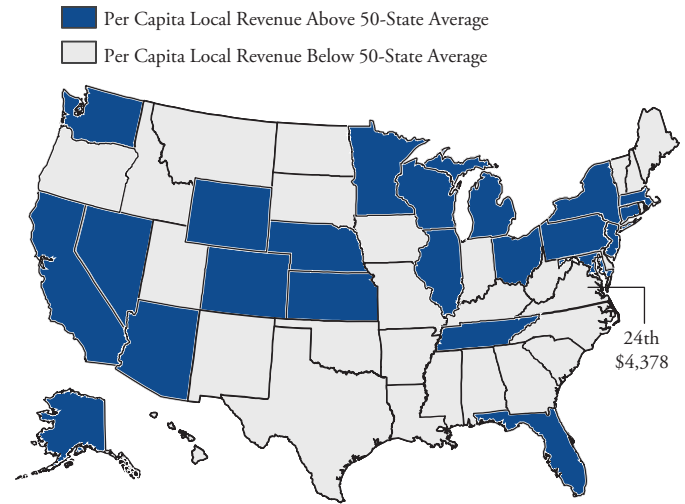 Per Capita Local Revenue Above 50-State Average
Per Capita Local Revenue Below 50-State Average
24th
$4,378